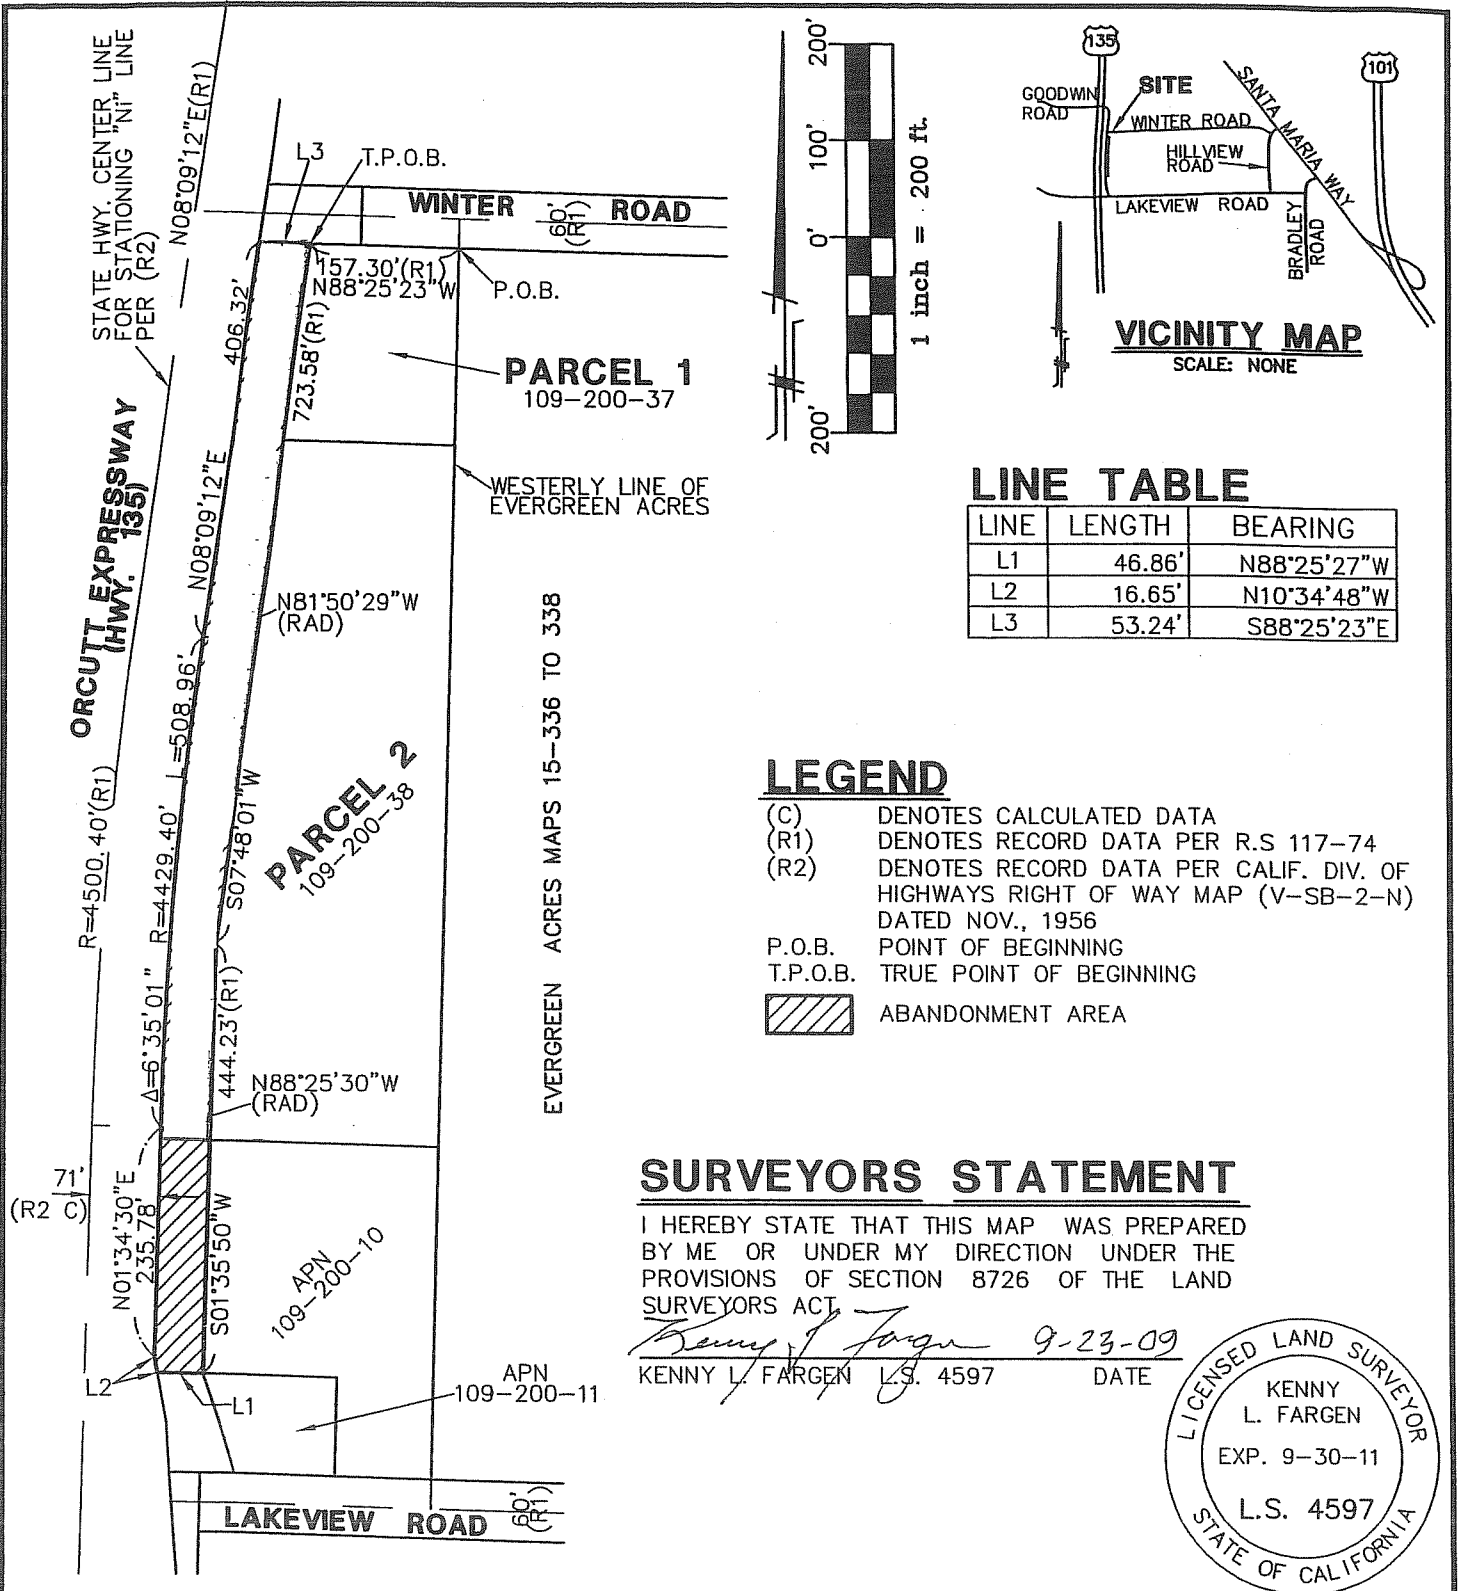 STATE HWY. CENTER LINE
FOR STATIONING "Ni" LINE
PER (R2)
N08°09'12"E(R1)
L3
T.P.O.B.
WINTER ROAD
60'
(R1)
157.30'(R1)
N88°25'23"W
P.O.B.
406.32'
723.58'(R1)
PARCEL 1
109-200-37
WESTERLY LINE OF
EVERGREEN ACRES
ORCUTT EXPRESSWAY
(HWY. 135)
N08°09'12"E
N81°50'29"W
(RAD)
R=4500.40'(R1)
Δ=6°35'01" R=4429.40' L=508.96'
S07°48'01"W
PARCEL 2
109-200-38
EVERGREEN ACRES MAPS 15-336 TO 338
444.23'(R1)
N88°25'30"W
(RAD)
71'
(R2 C)
N01°34'30"E
235.78'
S01°35'50"W
APN
109-200-10
L2
L1
APN
109-200-11
LAKEVIEW ROAD
60'
(R1)
200'
100'
0'
200'
1 inch = 200 ft.
135
101
GOODWIN
ROAD
SITE
WINTER ROAD
HILLVIEW
ROAD
SANTA MARIA WAY
LAKEVIEW ROAD
BRADLEY
ROAD
VICINITY MAP
SCALE: NONE
LINE TABLE
LINE LENGTH BEARING
L1 46.86' N88°25'27"W
L2 16.65' N10°34'48"W
L3 53.24' S88°25'23"E
LEGEND
(C) DENOTES CALCULATED DATA
(R1) DENOTES RECORD DATA PER R.S 117-74
(R2) DENOTES RECORD DATA PER CALIF. DIV. OF
HIGHWAYS RIGHT OF WAY MAP (V-SB-2-N)
DATED NOV., 1956
P.O.B. POINT OF BEGINNING
T.P.O.B. TRUE POINT OF BEGINNING
ABANDONMENT AREA
SURVEYORS STATEMENT
I HEREBY STATE THAT THIS MAP WAS PREPARED
BY ME OR UNDER MY DIRECTION UNDER THE
PROVISIONS OF SECTION 8726 OF THE LAND
SURVEYORS ACT.
Kenny L Fargen 9-23-09
KENNY L. FARGEN L.S. 4597 DATE
LICENSED LAND SURVEYOR
KENNY
L. FARGEN
EXP. 9-30-11
L.S. 4597
STATE OF CALIFORNIA